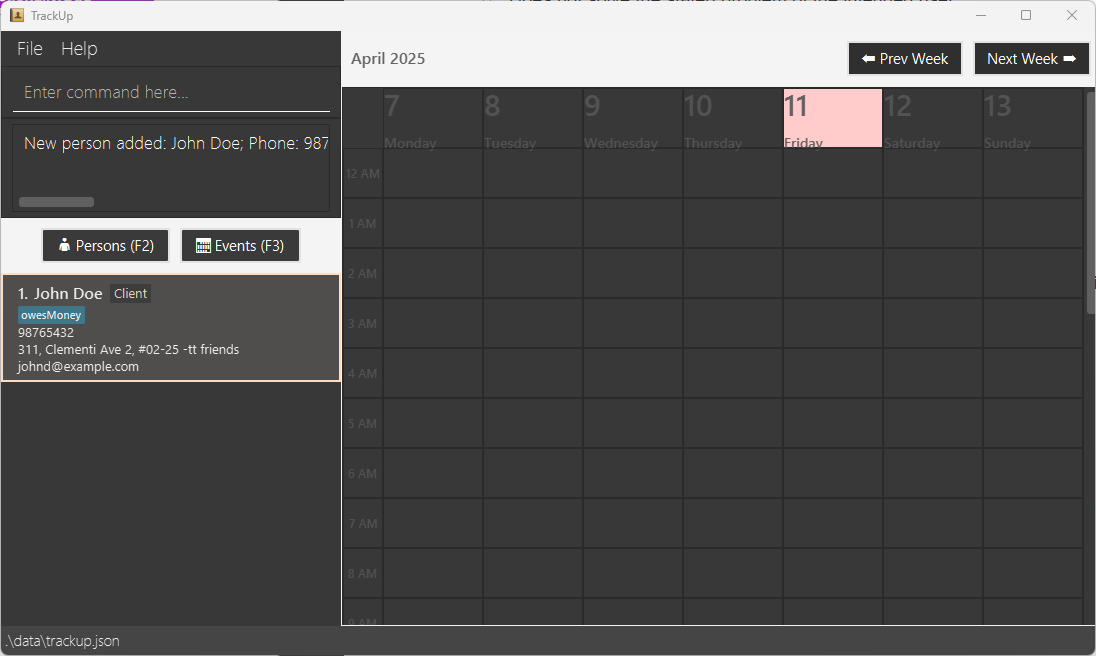 TrackUp
File Help
Enter command here...
New person added: John Doe; Phone: 987
Persons (F2) Events (F3)
1. John Doe Client
owesMoney
98765432
311, Clementi Ave 2, #02-25 -tt friends
johnd@example.com
April 2025
⬅ Prev Week Next Week ➡
7 8 9 10 11 12 13
Monday Tuesday Wednesday Thursday Friday Saturday Sunday
12 AM
1 AM
2 AM
3 AM
4 AM
5 AM
6 AM
7 AM
8 AM
9 AM
.\data\trackup.json